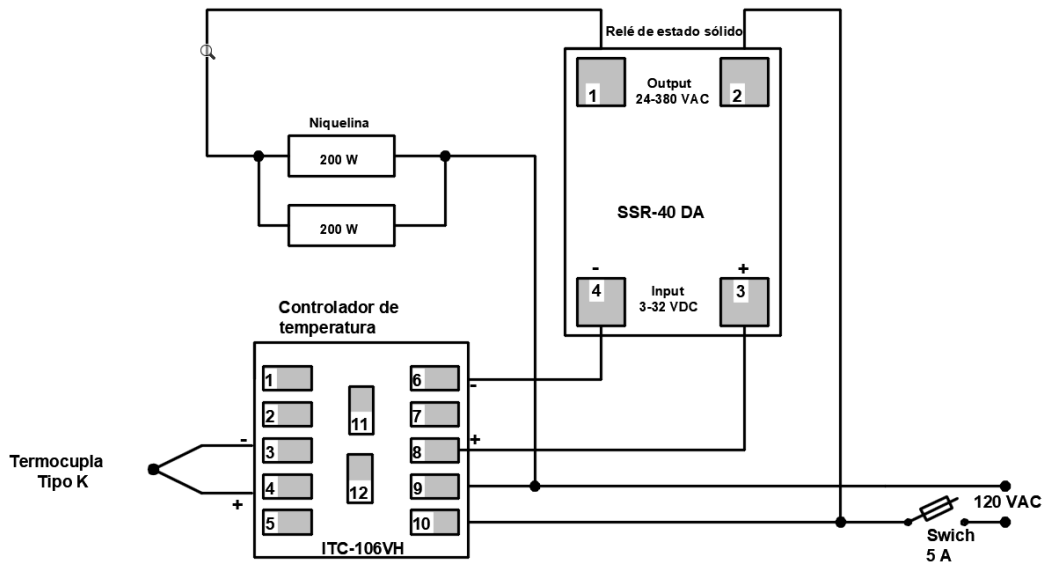 Relé de estado sólido
1
Output
24-380 VAC
2
Niquelina
200 W
200 W
SSR-40 DA
-
+
4
Input
3-32 VDC
3
Controlador de
temperatura
1
6
-
2
11
7
-
3
8
+
Termocupla
Tipo K
+
4
12
9
5
10
ITC-106VH
120 VAC
Swich
5 A